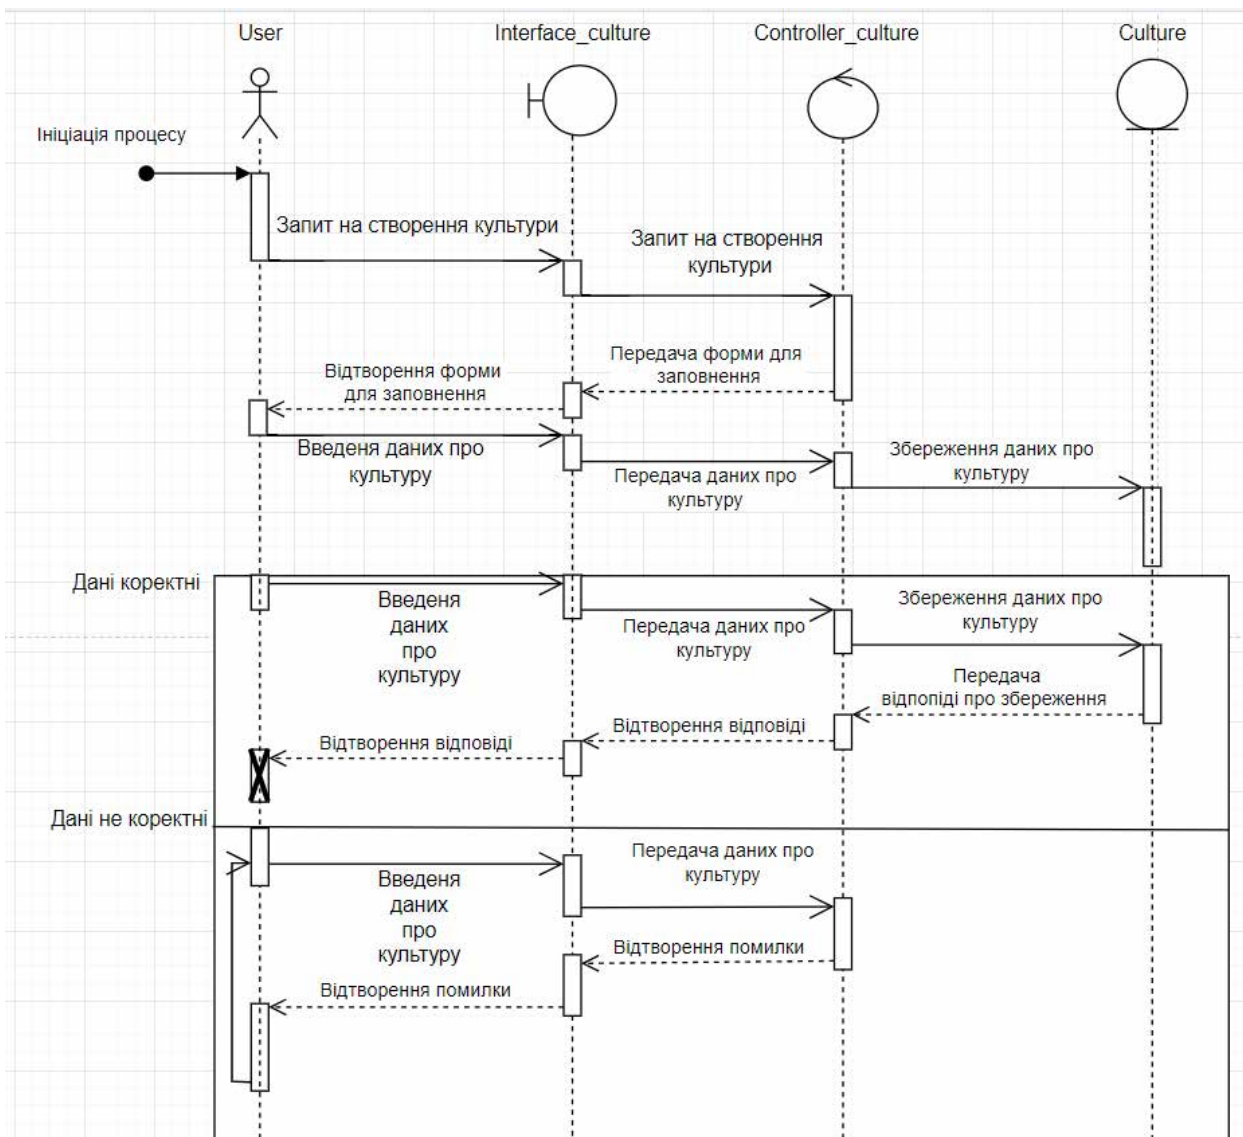 User
Interface_culture
Controller_culture
Culture
Ініціація процесу
Запит на створення культури
Запит на створення
культури
Передача форми для
заповнення
Відтворення форми
для заповнення
Введеня даних про
культуру
Передача даних про
культуру
Збереження даних про
культуру
Дані коректні
Введеня
даних
про
культуру
Передача даних про
культуру
Збереження даних про
культуру
Передача
відпопіді про збереження
Відтворення відповіді
Відтворення відповіді
Дані не коректні
Введеня
даних
про
культуру
Передача даних про
культуру
Відтворення помилки
Відтворення помилки